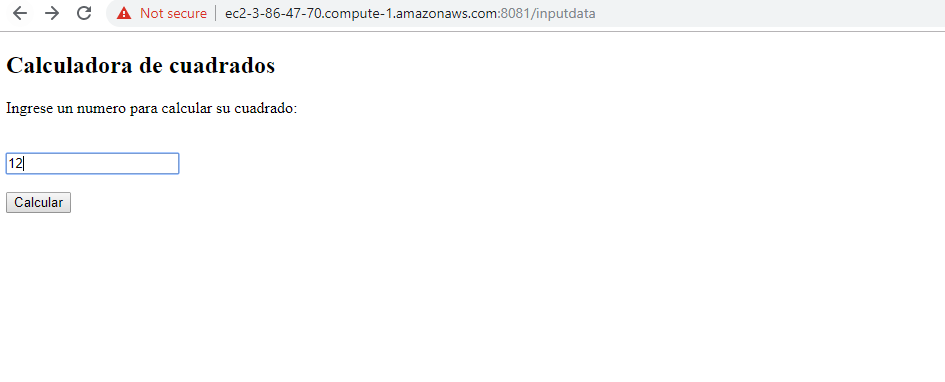 Not secure | ec2-3-86-47-70.compute-1.amazonaws.com:8081/inputdata
Calculadora de cuadrados
Ingrese un numero para calcular su cuadrado:
12
Calcular